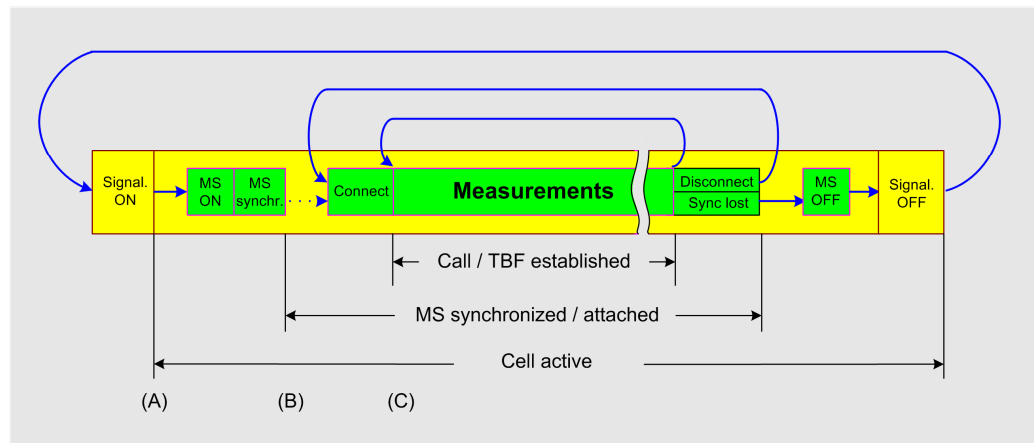 Signal.
ON
MS
ON
MS
synchr.
Connect
Measurements
Disconnect
Sync lost
MS
OFF
Signal.
OFF
Call / TBF established
MS synchronized / attached
Cell active
(A)
(B)
(C)